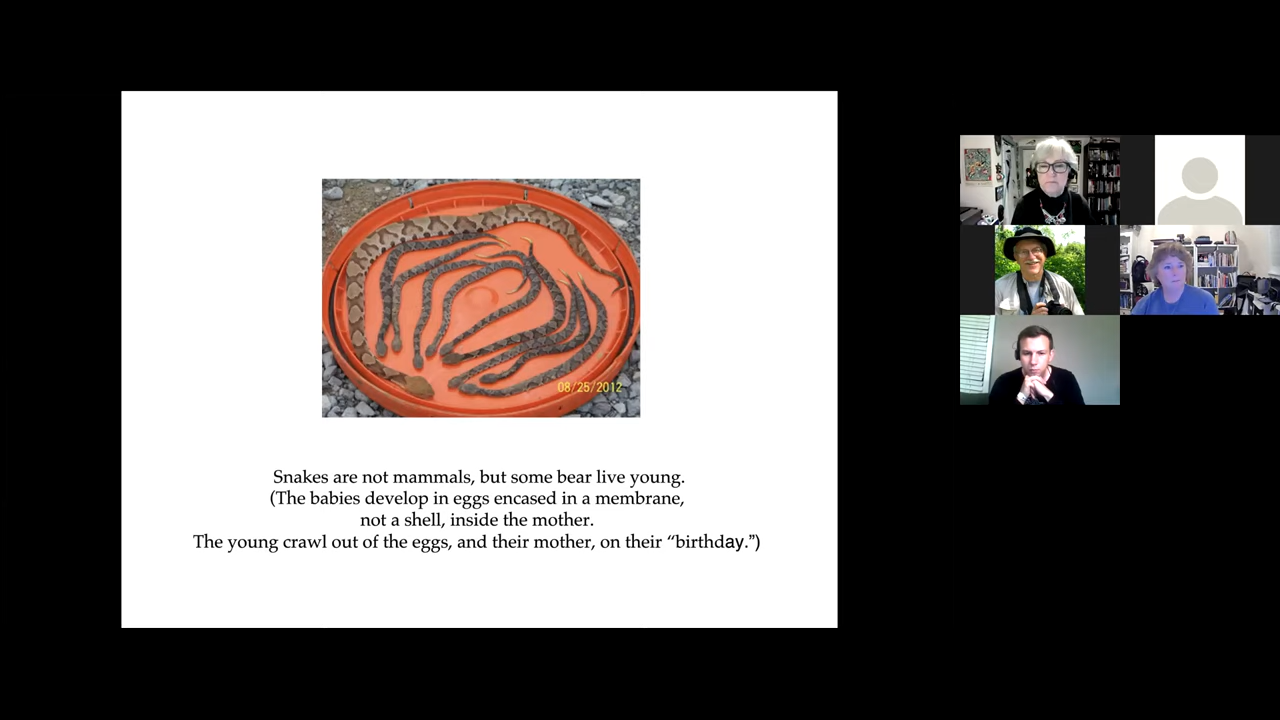 08/25/2012
Snakes are not mammals, but some bear live young.
(The babies develop in eggs encased in a membrane,
not a shell, inside the mother.
The young crawl out of the eggs, and their mother, on their “birthday.”)